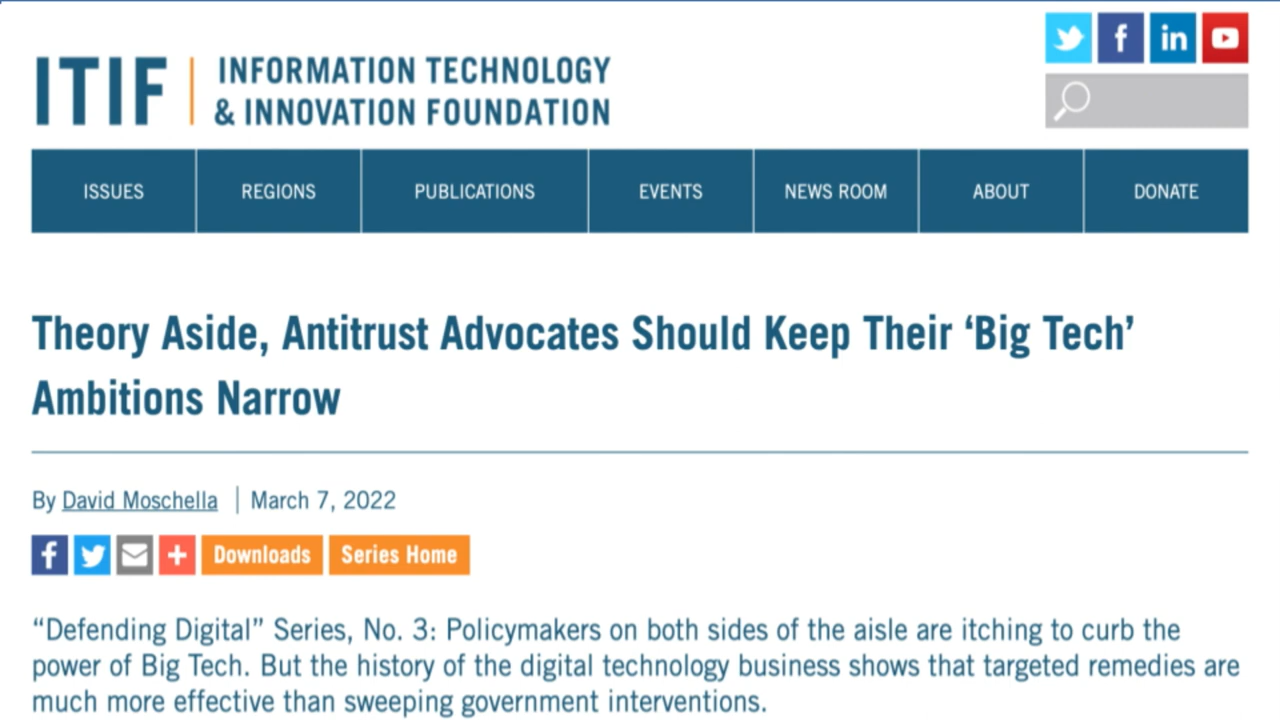 ITIF
INFORMATION TECHNOLOGY
& INNOVATION FOUNDATION
ISSUES
REGIONS
PUBLICATIONS
EVENTS
NEWS ROOM
ABOUT
DONATE
Theory Aside, Antitrust Advocates Should Keep Their ‘Big Tech’
Ambitions Narrow
By David Moschella | March 7, 2022
Downloads
Series Home
“Defending Digital” Series, No. 3: Policymakers on both sides of the aisle are itching to curb the
power of Big Tech. But the history of the digital technology business shows that targeted remedies are
much more effective than sweeping government interventions.